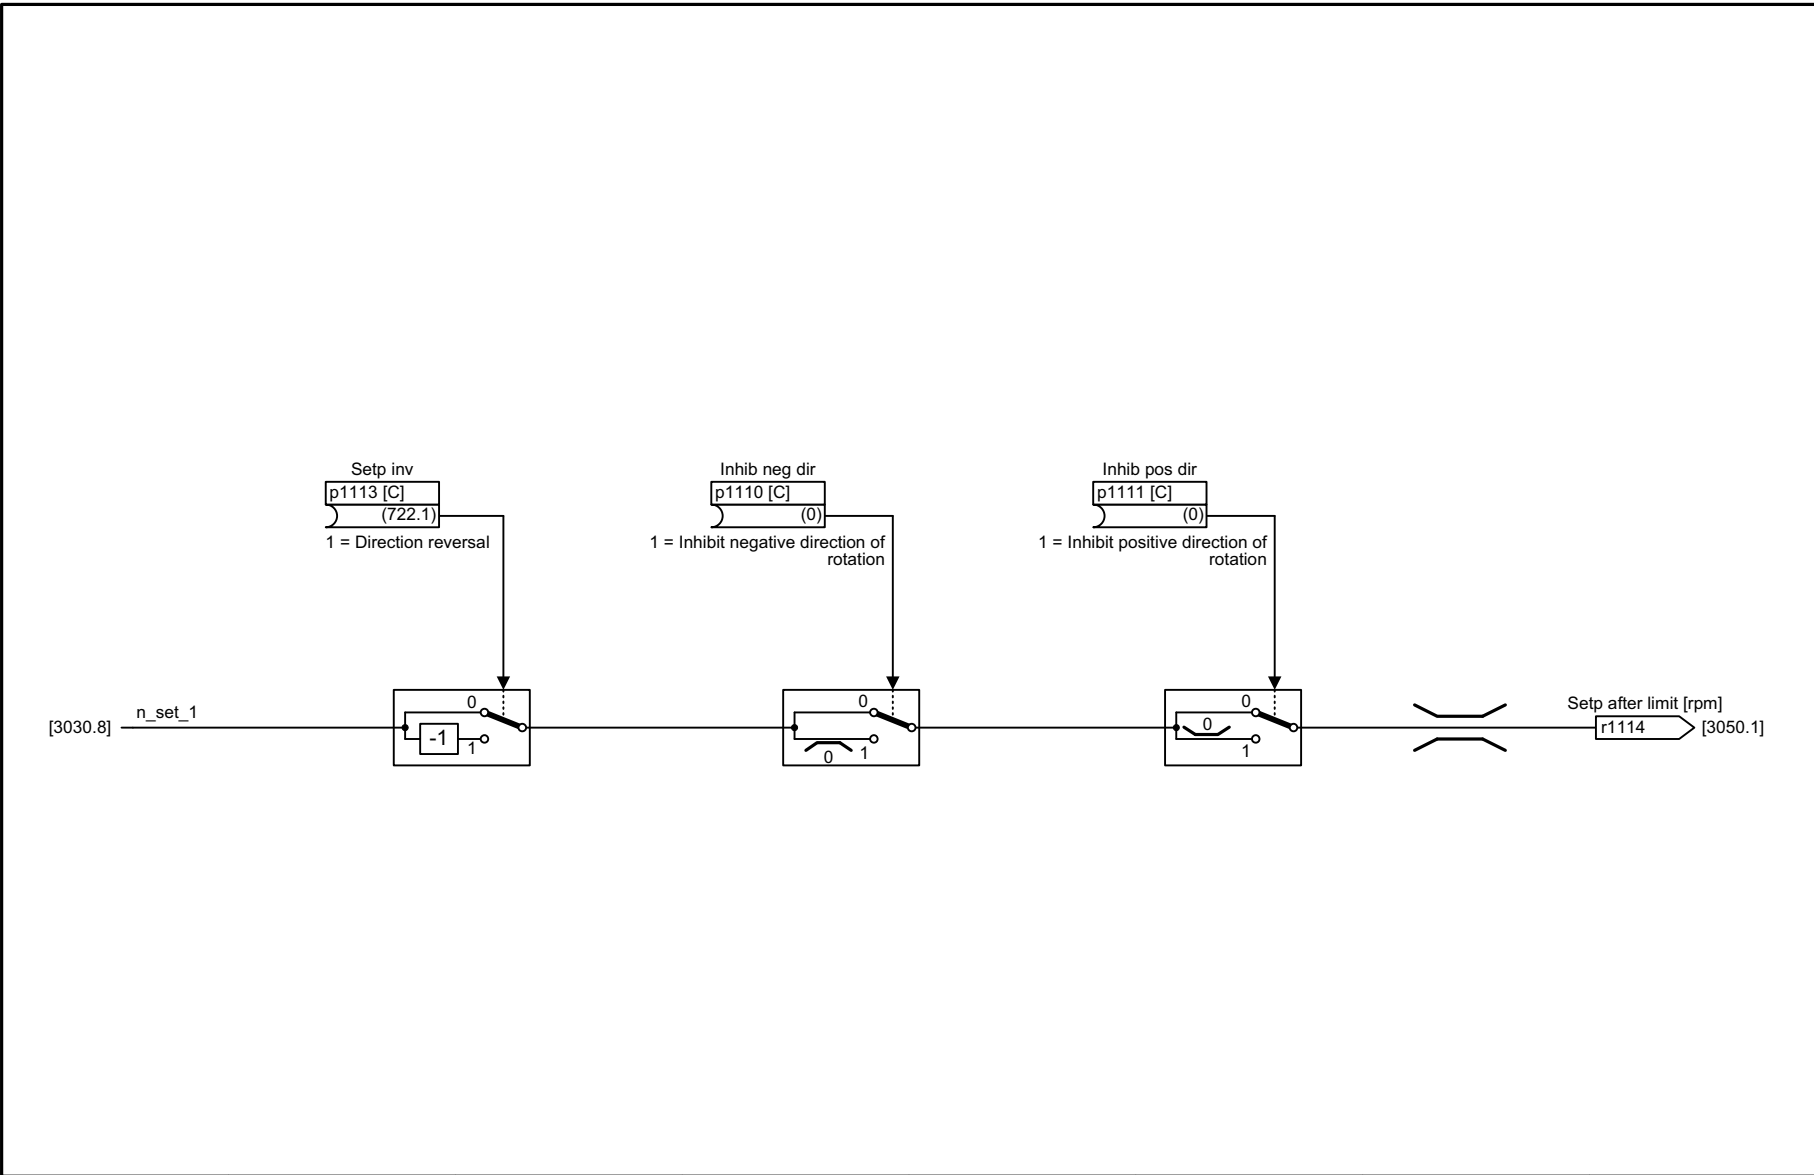 Setp inv
p1113 [C]
(722.1)
1 = Direction reversal
Inhib neg dir
p1110 [C]
(0)
1 = Inhibit negative direction of
rotation
Inhib pos dir
p1111 [C]
(0)
1 = Inhibit positive direction of
rotation
[3030.8]
n_set_1
0
-1
1
0
0
1
0
0
1
Setp after limit [rpm]
r1114
[3050.1]